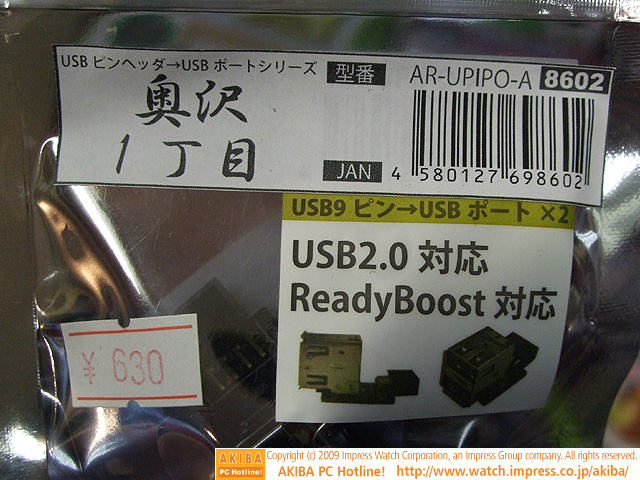 USB ピンヘッダ→USB ポートシリーズ
型番 AR-UPIPO-A 8602
奥沢
1丁目
JAN 4 580127 698602
USB9 ピン→USB ポート ×2
USB2.0 対応
ReadyBoost 対応
¥ 630
AKIBA PC Hotline! Copyright (c) 2009 Impress Watch Corporation, an Impress Group company. All rights reserved.
AKIBA PC Hotline! http://www.watch.impress.co.jp/akiba/